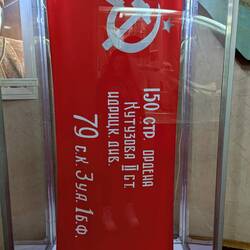 150 СТР. ОРДЕНА
КУТУЗОВА II СТ.
ИДРИЦК. ДИВ.
79 С.К. 3 У.А. 1 Б.Ф.